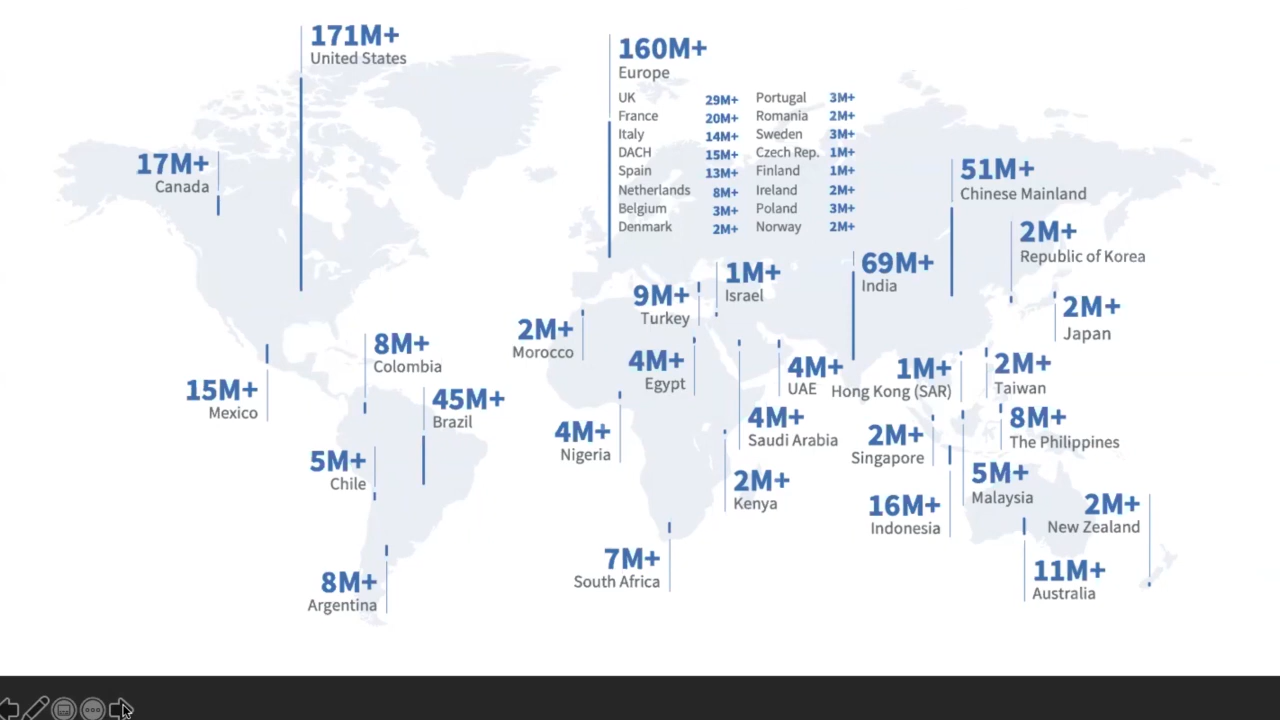 171M+
United States
17M+
Canada
160M+
Europe
UK 29M+ Portugal 3M+
France 20M+ Romania 2M+
Italy 14M+ Sweden 3M+
DACH 15M+ Czech Rep. 1M+
Spain 13M+ Finland 1M+
Netherlands 8M+ Ireland 2M+
Belgium 3M+ Poland 3M+
Denmark 2M+ Norway 2M+
51M+
Chinese Mainland
2M+
Republic of Korea
69M+
India
1M+
Israel
9M+
Turkey
2M+
Japan
2M+
Morocco
8M+
Colombia
4M+
Egypt
4M+
UAE
1M+
Hong Kong (SAR)
2M+
Taiwan
15M+
Mexico
45M+
Brazil
4M+
Nigeria
4M+
Saudi Arabia
2M+
Singapore
8M+
The Philippines
5M+
Chile
2M+
Kenya
5M+
Malaysia
16M+
Indonesia
2M+
New Zealand
7M+
South Africa
11M+
Australia
8M+
Argentina